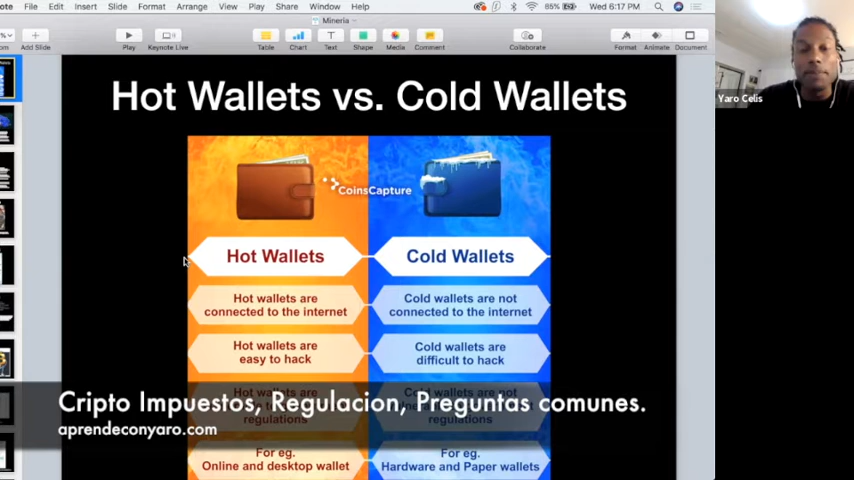 ote File Edit Insert Slide Format Arrange View Play Share Window Help 85% Wed 6:17 PM
Mineria
Add Slide Play Keynote Live Table Chart Text Shape Media Comment Collaborate Format Animate Document
Yaro Celis
Hot Wallets vs. Cold Wallets
CoinsCapture
Hot Wallets
Cold Wallets
Hot wallets are
connected to the internet
Cold wallets are not
connected to the internet
Hot wallets are
easy to hack
Cold wallets are
difficult to hack
Hot wallets are
regulations
Cold wallets are not
regulations
Cripto Impuestos, Regulacion, Preguntas comunes.
aprendeconyaro.com
For eg.
Online and desktop wallet
For eg.
Hardware and Paper wallets